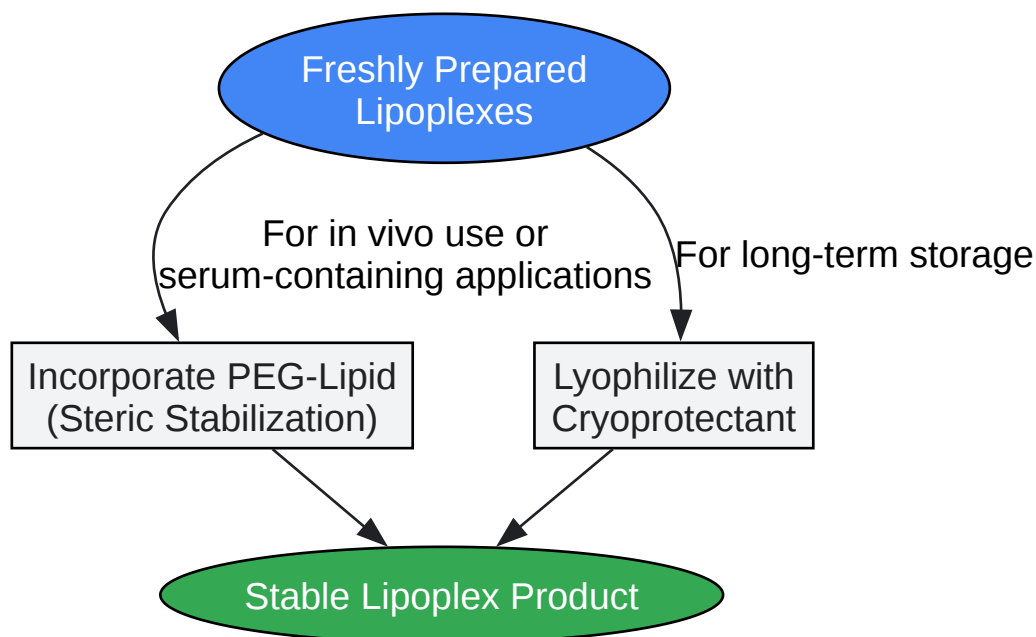 Freshly Prepared
Lipoplexes
For in vivo use or
serum-containing applications
For long-term storage
Incorporate PEG-Lipid
(Steric Stabilization)
Lyophilize with
Cryoprotectant
Stable Lipoplex Product